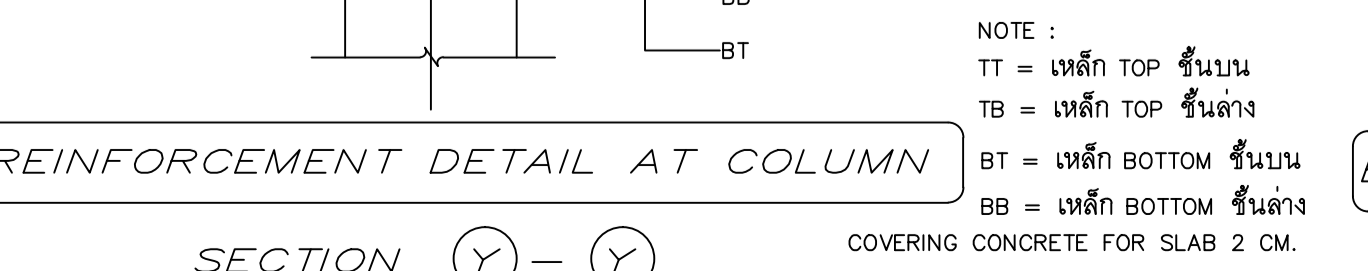 BT
NOTE :
TT = เหล็ก TOP ชั้นบน
TB = เหล็ก TOP ชั้นล่าง
REINFORCEMENT DETAIL AT COLUMN
BT = เหล็ก BOTTOM ชั้นบน
BB = เหล็ก BOTTOM ชั้นล่าง
COVERING CONCRETE FOR SLAB 2 CM.
SECTION Y - Y